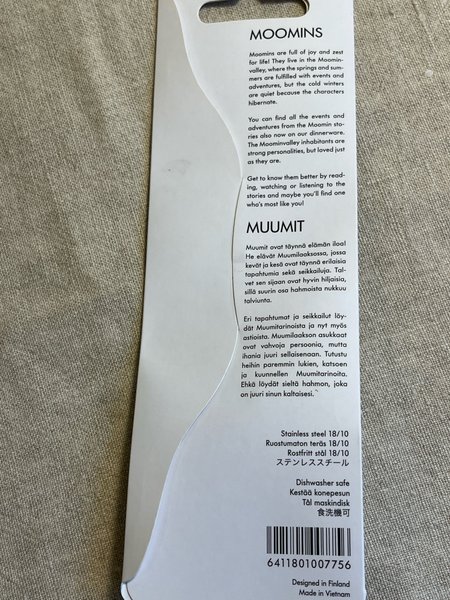 MOOMINS
Moomins are full of joy and zest
for life! They live in the Moomin-
valley, where the springs and sum-
mers are fulfilled with events and
adventures, but the cold winters
are quiet because the characters
hibernate.
You can find all the events and
adventures from the Moomin sto-
ries also now on our dinnerware.
The Moominvalley inhabitants are
strong personalities, but loved just
as they are.
Get to know them better by read-
ing, watching or listening to the
stories and maybe you'll find one
who's most like you!
MUUMIT
Muumit ovat täynnä elämän iloa!
He elävät Muumilaaksossa, jossa
kevät ja kesä ovat täynnä erilaisia
tapahtumia sekä seikkailuja. Tal-
vet sen sijaan ovat hyvin hiljaisia,
sillä suurin osa hahmoista nukkuu
talviunta.
Eri tapahtumat ja seikkailut löy-
dät Muumitarinoista ja nyt myös
astioista. Muumilaakson asukkaat
ovat vahvoja persoonia, mutta
ihania juuri sellaisenaan. Tutustu
heihin paremmin lukien, katsoen
ja kuunnellen Muumitarinoita.
Ehkä löydät sieltä hahmon, joka
on juuri sinun kaltaisesi.
Stainless steel 18/10
Ruostumaton teräs 18/10
Rostfritt stål 18/10
ステンレススチール
Dishwasher safe
Kestää konepesun
Tål maskindisk
食洗機可
6411801007756
Designed in Finland
Made in Vietnam